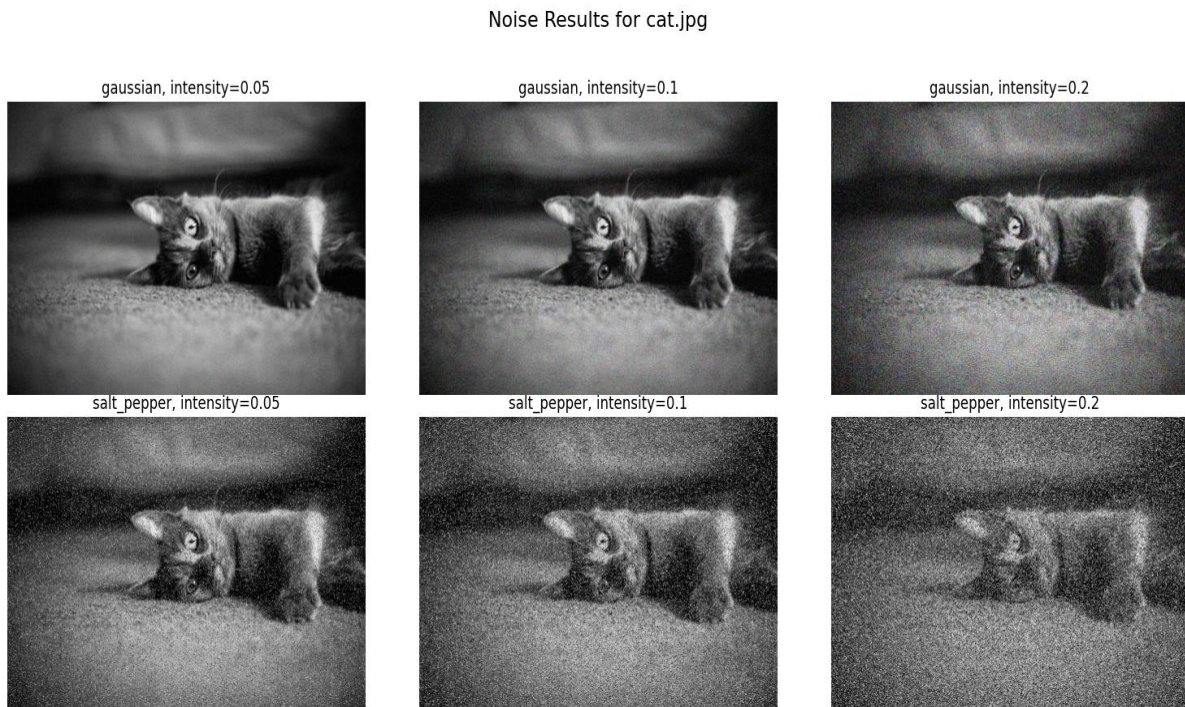 Noise Results for cat.jpg
gaussian, intensity=0.05
gaussian, intensity=0.1
gaussian, intensity=0.2
salt_pepper, intensity=0.05
salt_pepper, intensity=0.1
salt_pepper, intensity=0.2